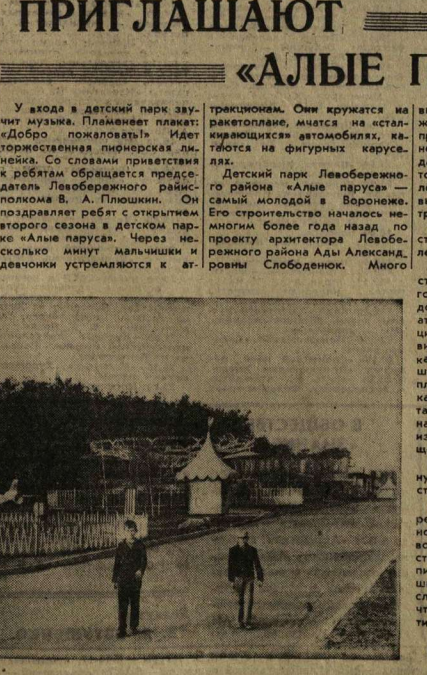 ПРИГЛАШАЮТ
«АЛЫЕ П
У входа в детский парк зву-
чит музыка. Пламенеет плакат:
«Добро пожаловать!» Идет
торжественная пионерская ли-
нейка. Со словами приветствия
к ребятам обращается предсе-
датель Левобережного райис-
полкома В. А. Плюшкин. Он
поздравляет ребят с открытием
второго сезона в детском пар-
ке «Алые паруса». Через не-
сколько минут мальчишки и
девчонки устремляются к ат-
тракционам. Они кружатся на
ракетоплане, мчатся на «стал-
кивающихся» автомобилях, ка-
таются на фигурных карусе-
лях.
Детский парк Левобережно-
го района «Алые паруса» —
самый молодой в Воронеже.
Его строительство началось не-
многим более года назад по
проекту архитектора Левобе-
режного района Ады Александ-
ровны Слободенюк. Много